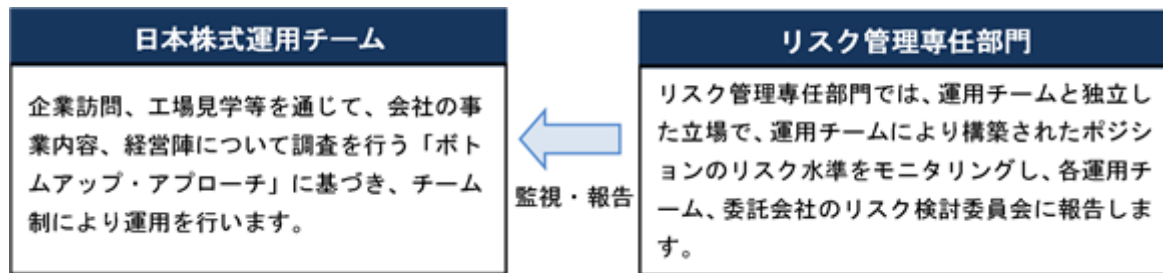 日本株式運用チーム
企業訪問、工場見学等を通じて、会社の事
業内容、経営陣について調査を行う「ボト
ムアップ・アプローチ」に基づき、チーム
制により運用を行います。
監視・報告
リスク管理専任部門
リスク管理専任部門では、運用チームと独立し
た立場で、運用チームにより構築されたポジシ
ョンのリスク水準をモニタリングし、各運用チ
ーム、委託会社のリスク検討委員会に報告しま
す。